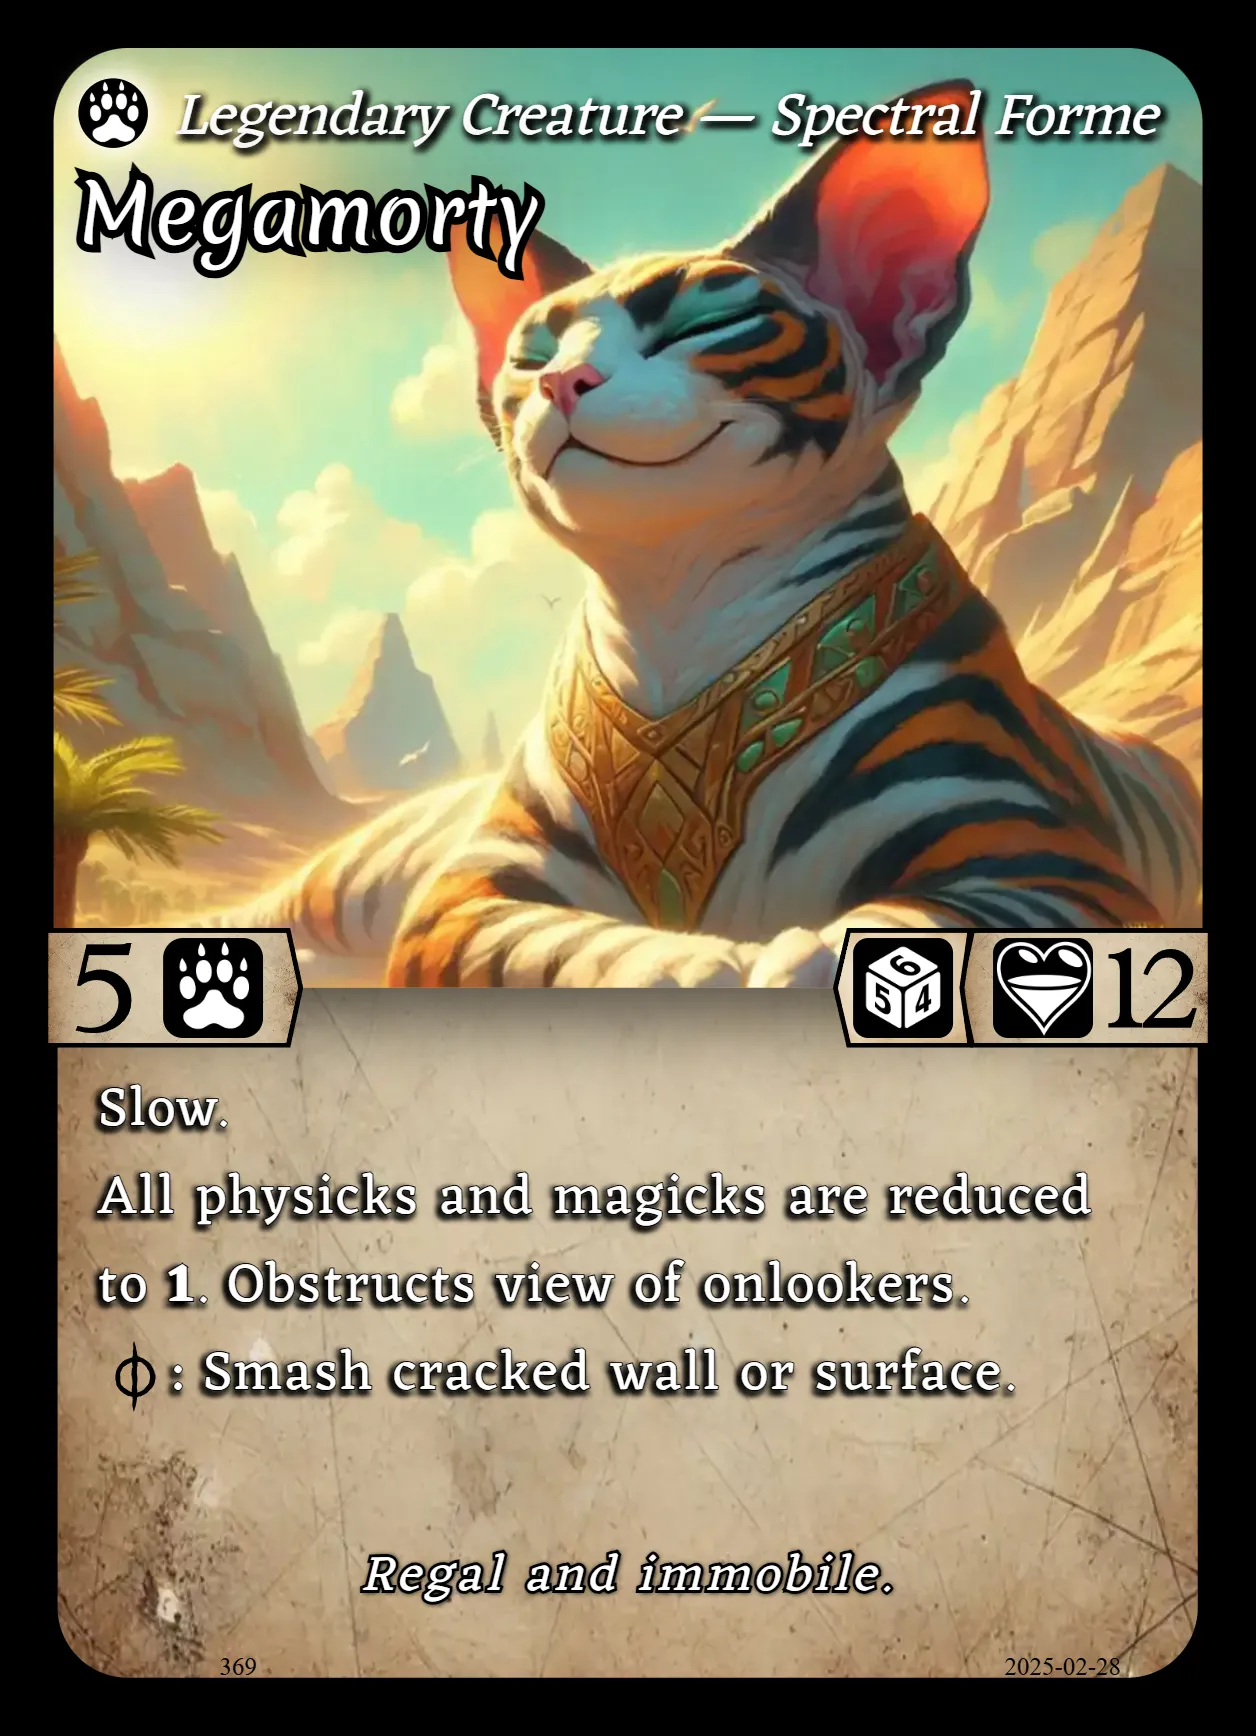 Legendary Creature — Spectral Forme
Megamorty
5
6
5 4
12
Slow.
All physicks and magicks are reduced
to 1. Obstructs view of onlookers.
⌽: Smash cracked wall or surface.
Regal and immobile.
369
2025-02-28